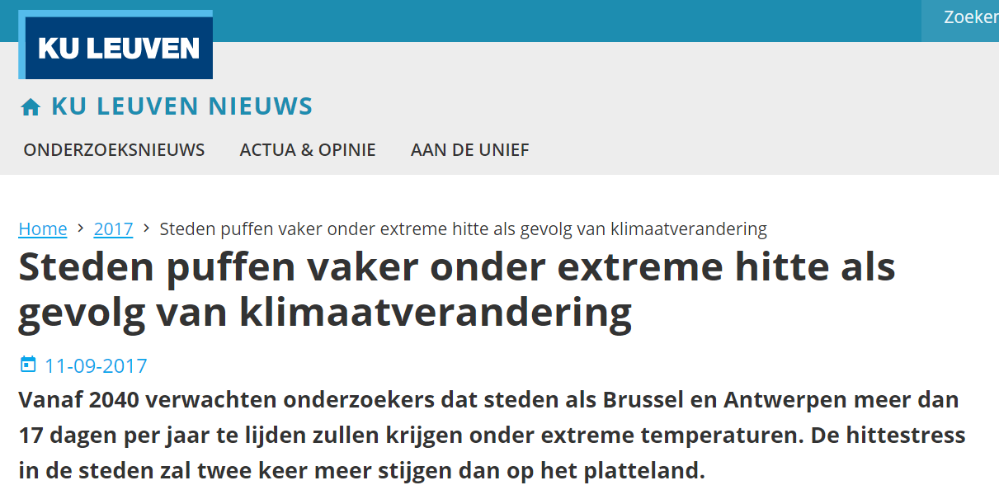 Zoeken
KU LEUVEN
KU LEUVEN NIEUWS
ONDERZOEKSNIEUWS ACTUA & OPINIE AAN DE UNIEF
Home > 2017 > Steden puffen vaker onder extreme hitte als gevolg van klimaatverandering
Steden puffen vaker onder extreme hitte als
gevolg van klimaatverandering
11-09-2017
Vanaf 2040 verwachten onderzoekers dat steden als Brussel en Antwerpen meer dan
17 dagen per jaar te lijden zullen krijgen onder extreme temperaturen. De hittestress
in de steden zal twee keer meer stijgen dan op het platteland.